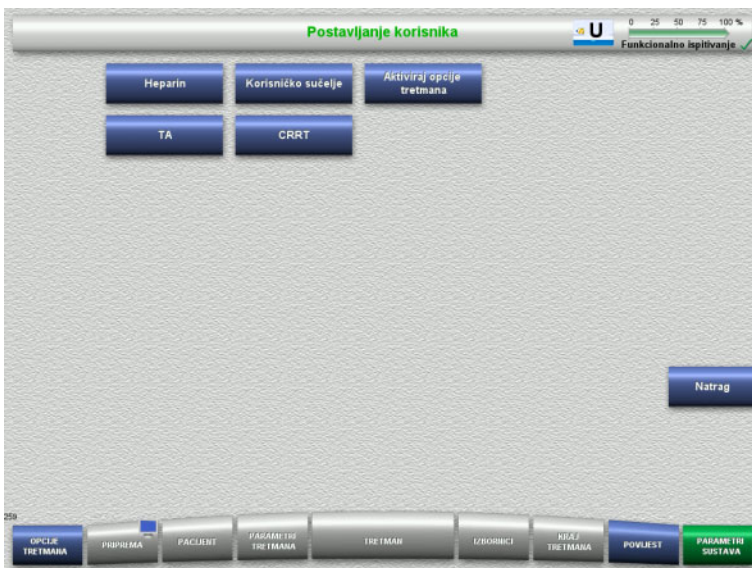 Postavljanje korisnika
U
0 25 50 75 100 %
Funkcionalno ispitivanje
Heparin
Korisničko sučelje
Aktiviraj opcije
tretmana
TA
CRRT
Natrag
259
OPCIJE
TRETMANA
PRIPREMA
PACIJENT
PARAMETRI
TRETMANA
TRETMAN
IZBORNICI
KRAJ
TRETMANA
POVIJEST
PARAMETRI
SUSTAVA